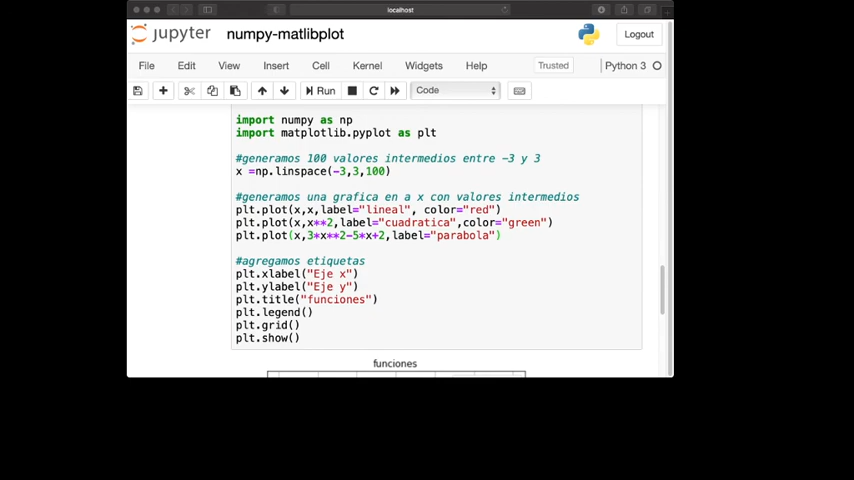 localhost
jupyter numpy-matlibplot Logout
File Edit View Insert Cell Kernel Widgets Help Trusted Python 3
Run Code
import numpy as np
import matplotlib.pyplot as plt
#generamos 100 valores intermedios entre -3 y 3
x =np.linspace(-3,3,100)
#generamos una grafica en a x con valores intermedios
plt.plot(x,x,label="lineal", color="red")
plt.plot(x,x**2,label="cuadratica",color="green")
plt.plot(x,3*x**2-5*x+2,label="parabola")
#agregamos etiquetas
plt.xlabel("Eje x")
plt.ylabel("Eje y")
plt.title("funciones")
plt.legend()
plt.grid()
plt.show()
funciones